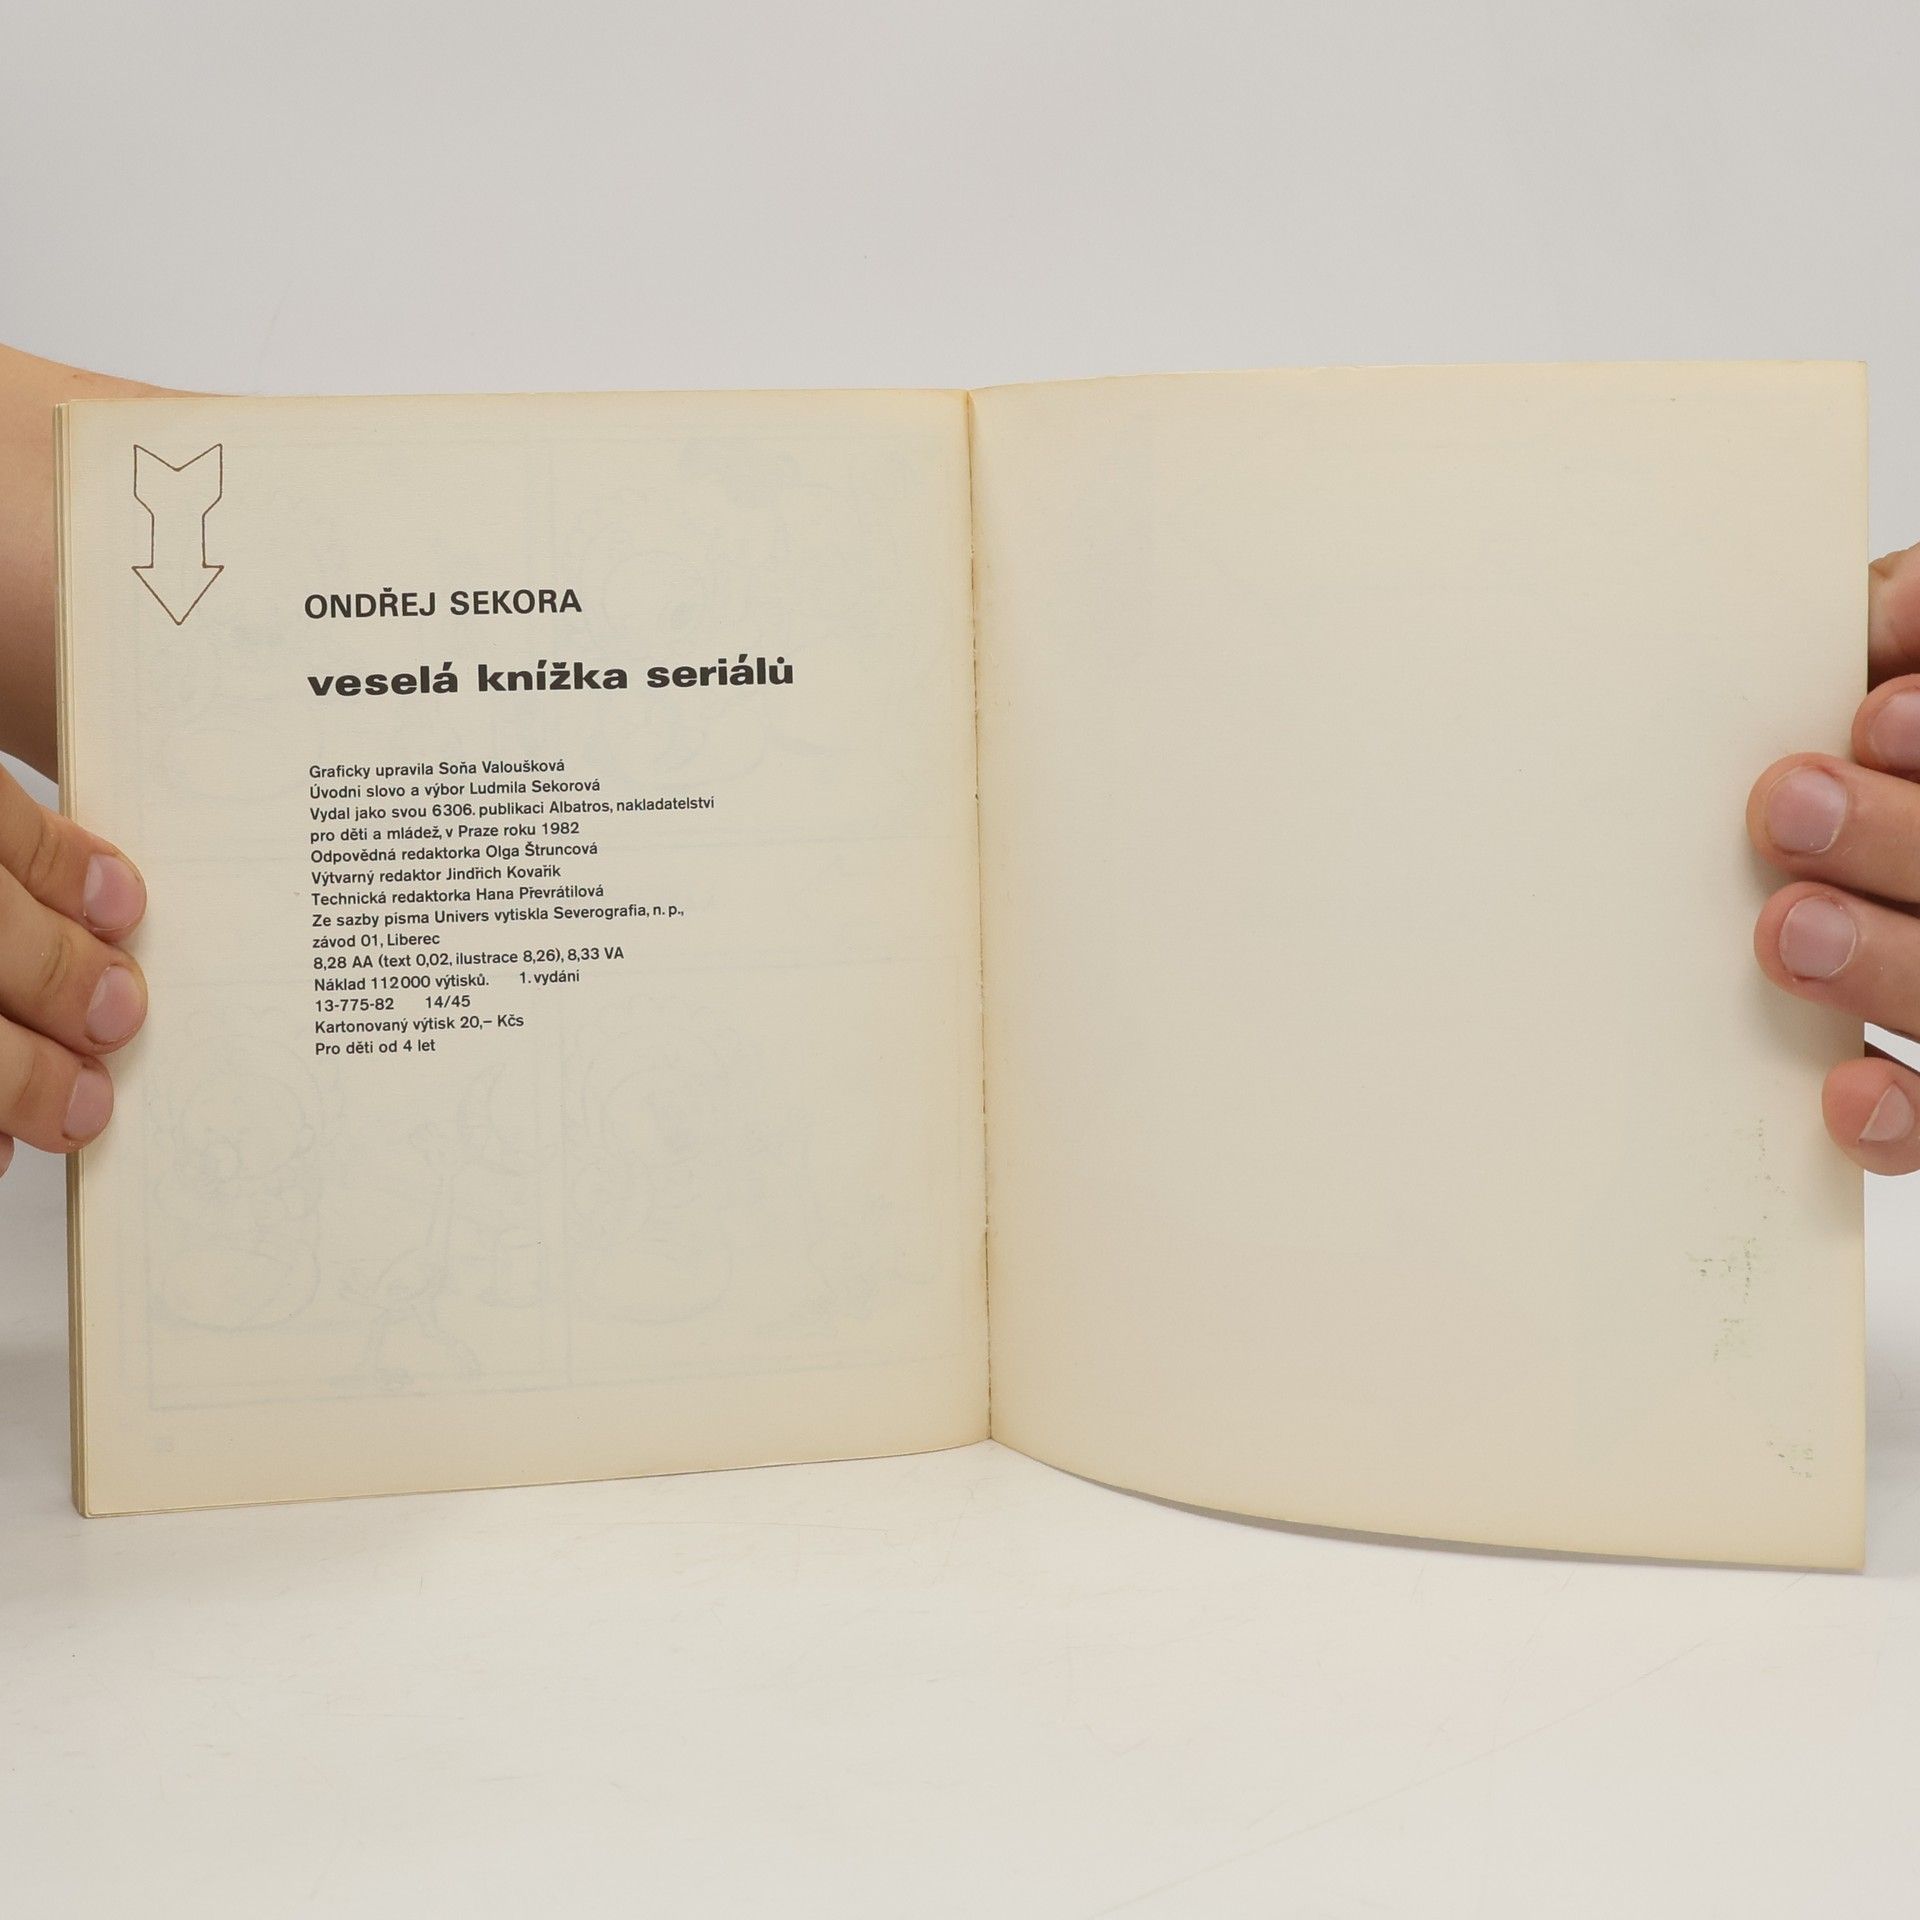 ONDŘEJ SEKORA
veselá knížka seriálů
Graficky upravila Soňa Valoušková
Úvodní slovo a výbor Ludmila Sekorová
Vydal jako svou 6306. publikaci Albatros, nakladatelství
pro děti a mládež, v Praze roku 1982
Odpovědná redaktorka Olga Štruncová
Výtvarný redaktor Jindřich Kovařík
Technická redaktorka Hana Převrátilová
Ze sazby písma Univers vytiskla Severografia, n. p.,
závod 01, Liberec
8,28 AA (text 0,02, ilustrace 8,26), 8,33 VA
Náklad 112000 výtisků. 1. vydání
13-775-82 14/45
Kartonovaný výtisk 20,– Kčs
Pro děti od 4 let